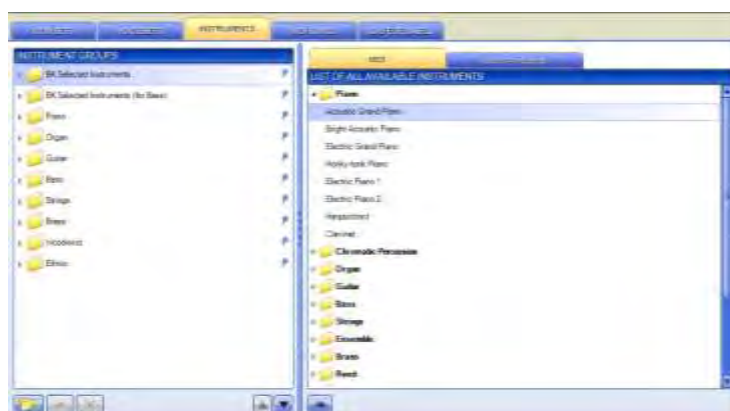 INSTRUMENTS
INSTRUMENT GROUPS
BK Selected Instruments
BK Selected Instruments (for Bass)
Piano
Organ
Guitar
Bass
Strings
Brass
Woodwind
Ethnic
MIDI
LIST OF ALL AVAILABLE INSTRUMENTS
Piano
Acoustic Grand Piano
Bright Acoustic Piano
Electric Grand Piano
Honky-tonk Piano
Electric Piano 1
Electric Piano 2
Harpsichord
Clavinet
Chromatic Percussion
Organ
Guitar
Bass
Strings
Ensemble
Brass
Reed